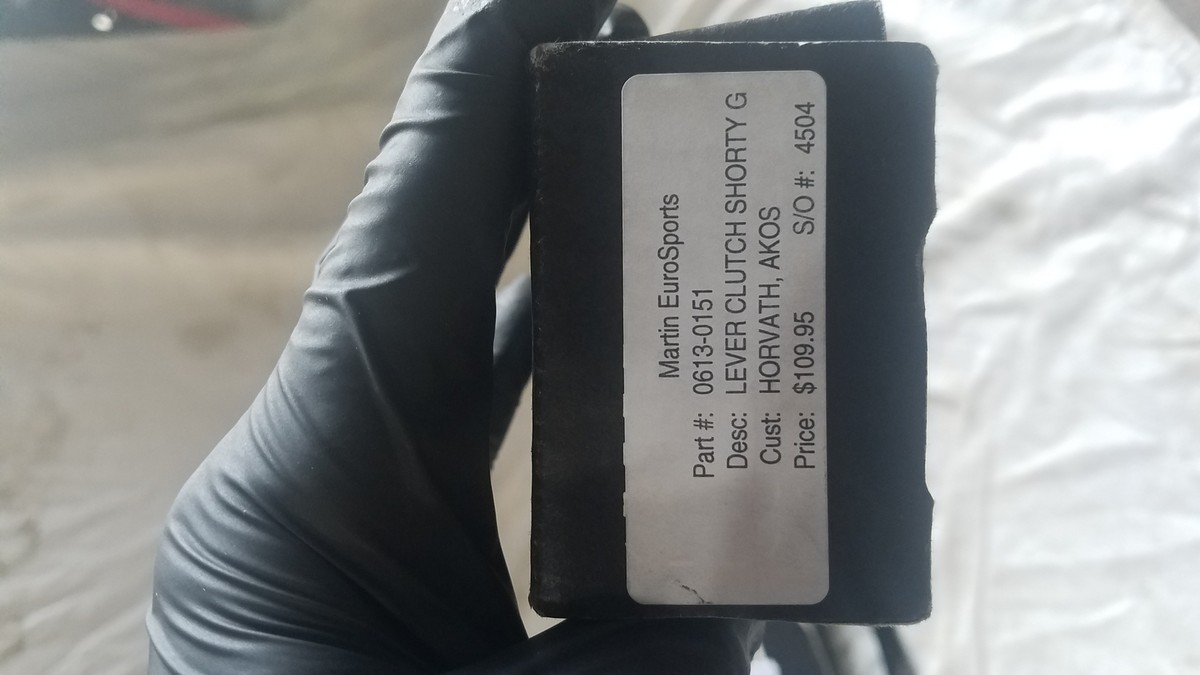 Martin EuroSports
Part #: 0613-0151
Desc: LEVER CLUTCH SHORTY G
Cust: HORVATH, AKOS
Price: $109.95 S/O #: 4504